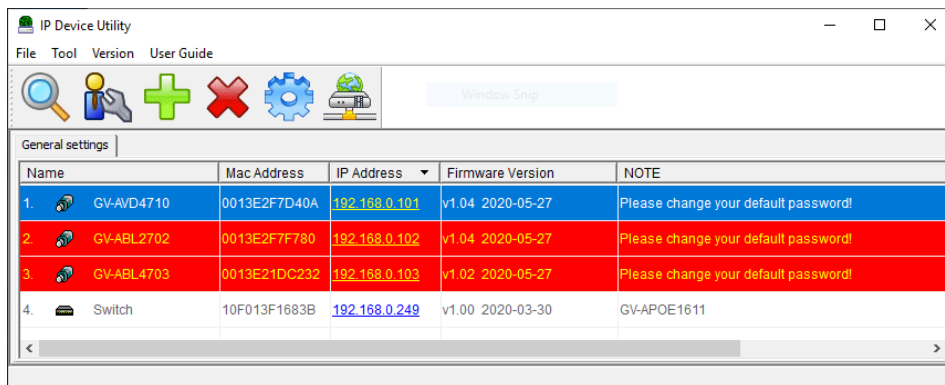 IP Device Utility
File Tool Version User Guide
Window Snip
General settings
Name Mac Address IP Address Firmware Version NOTE
1. GV-AVD4710 0013E2F7D40A 192.168.0.101 v1.04 2020-05-27 Please change your default password!
2. GV-ABL2702 0013E2F7F780 192.168.0.102 v1.04 2020-05-27 Please change your default password!
3. GV-ABL4703 0013E21DC232 192.168.0.103 v1.02 2020-05-27 Please change your default password!
4. Switch 10F013F1683B 192.168.0.249 v1.00 2020-03-30 GV-APOE1611